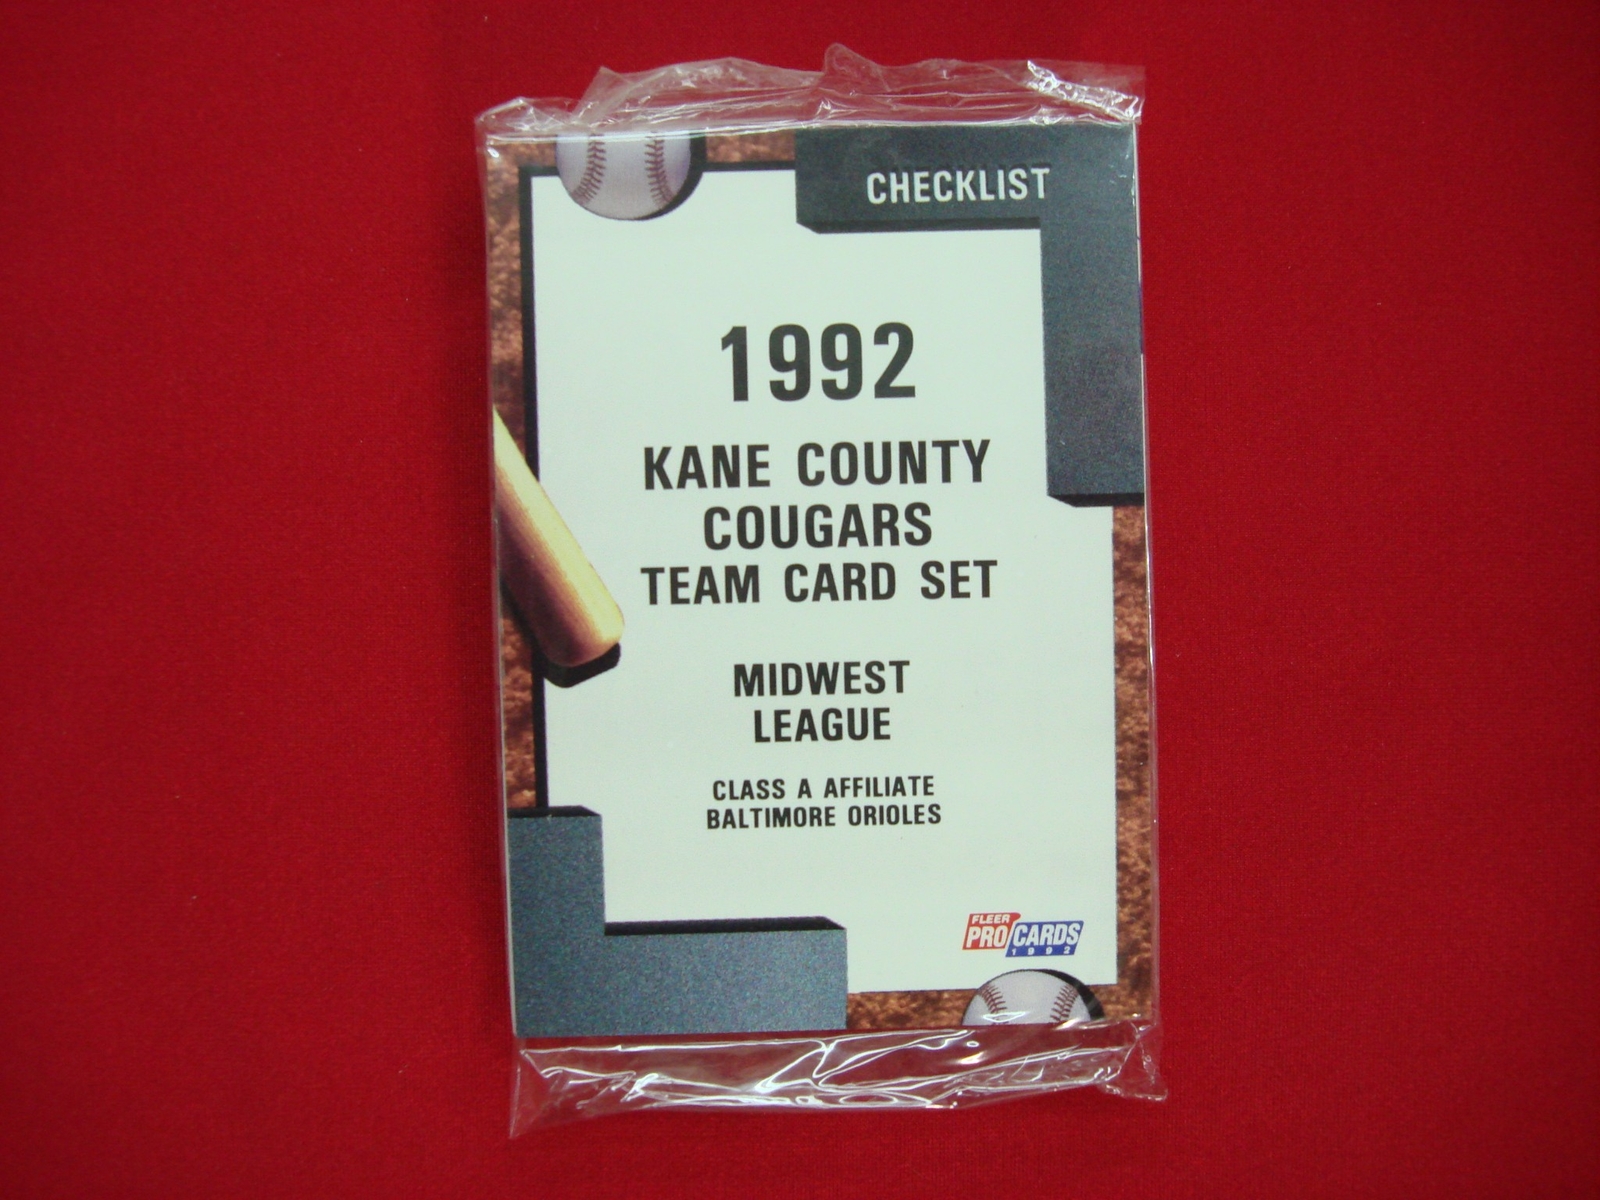 CHECKLIST
1992
KANE COUNTY
COUGARS
TEAM CARD SET
MIDWEST
LEAGUE
CLASS A AFFILIATE
BALTIMORE ORIOLES
FLEER
PRO CARDS
1992